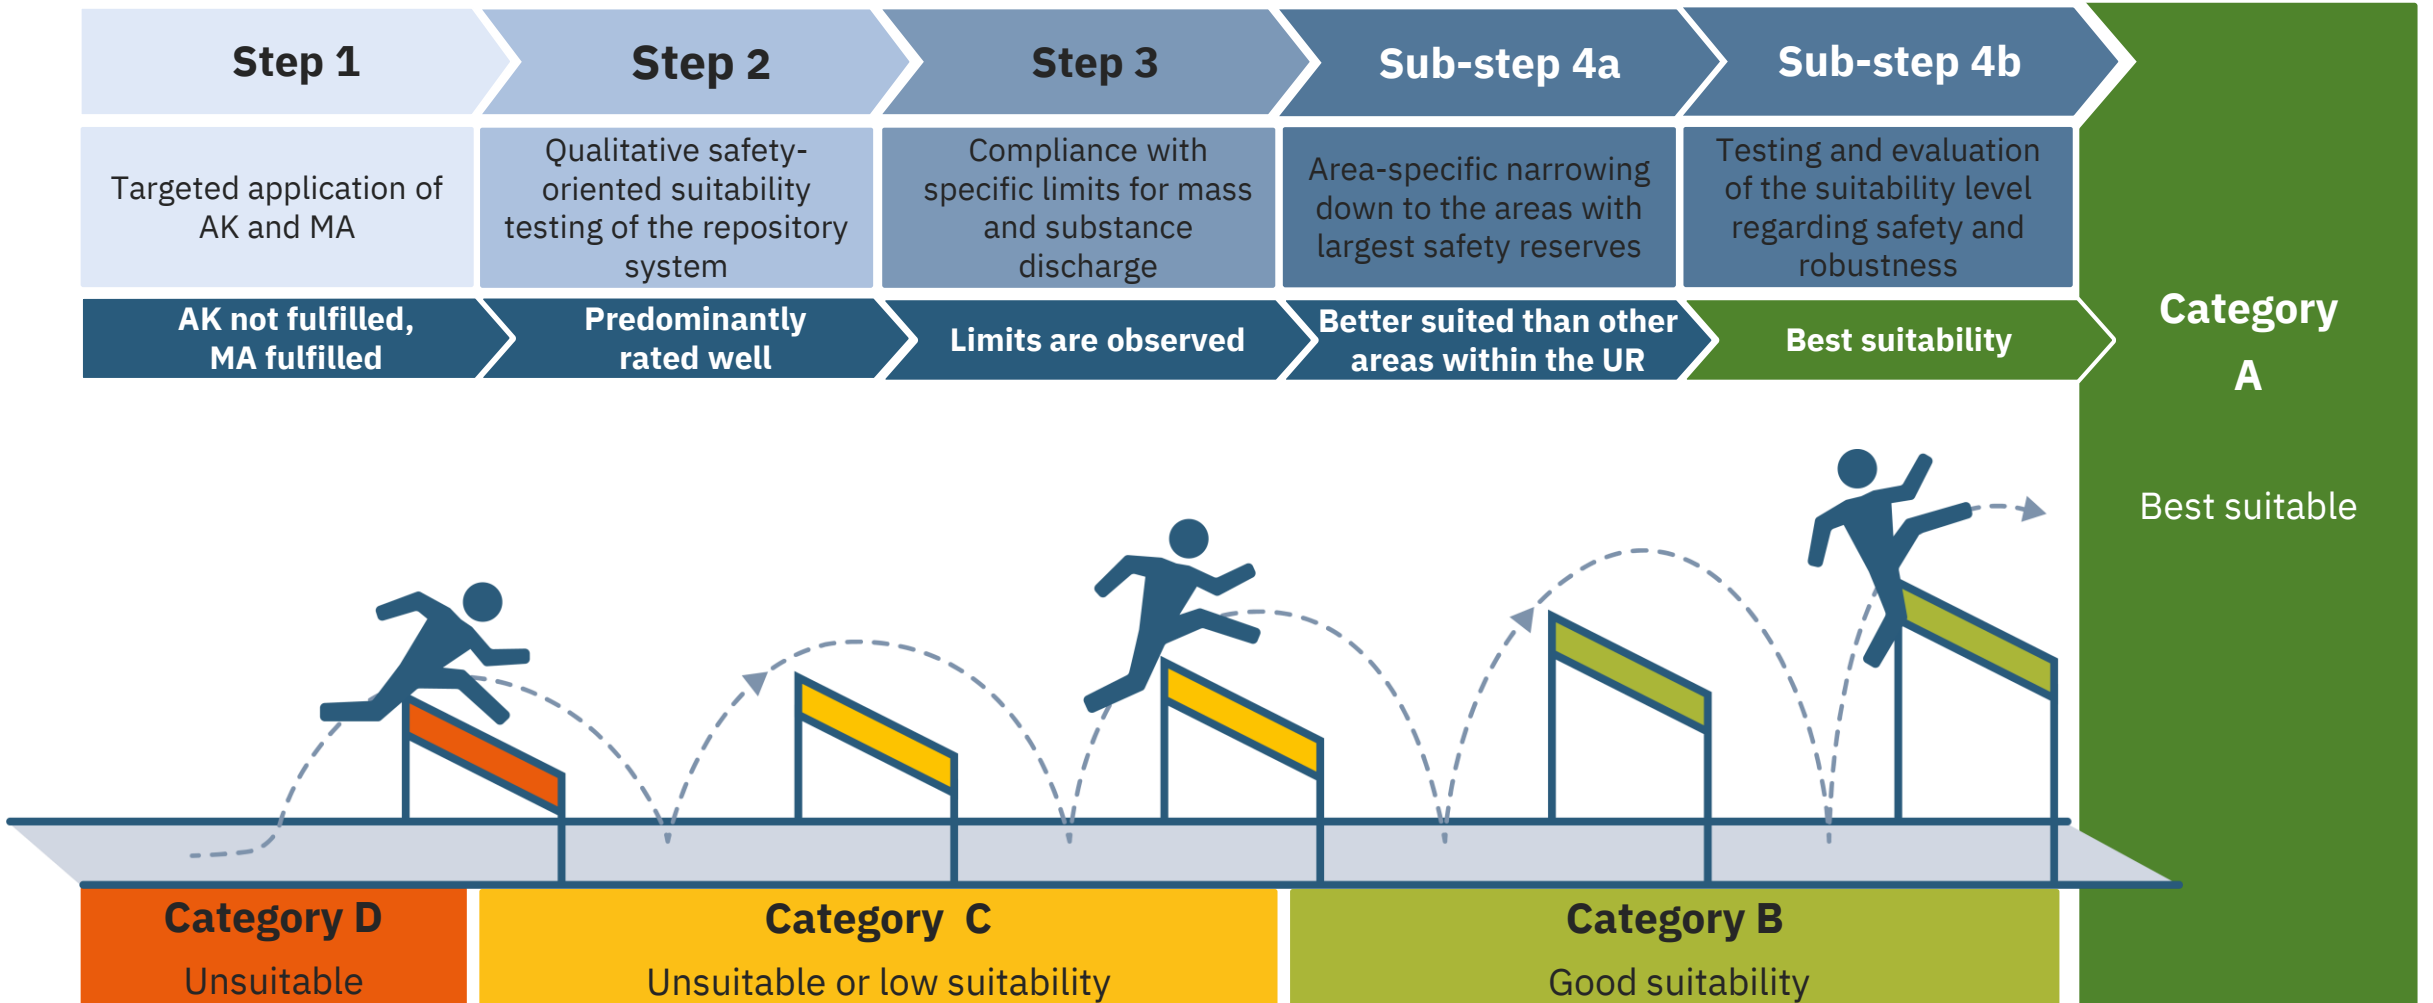 Step 1
Step 2
Step 3
Sub-step 4a
Sub-step 4b
Targeted application of
AK and MA
Qualitative safety-
oriented suitability
testing of the repository
system
Compliance with
specific limits for mass
and substance
discharge
Area-specific narrowing
down to the areas with
largest safety reserves
Testing and evaluation
of the suitability level
regarding safety and
robustness
AK not fulfilled,
MA fulfilled
Predominantly
rated well
Limits are observed
Better suited than other
areas within the UR
Best suitability
Category
A
Best suitable
Category D
Unsuitable
Category C
Unsuitable or low suitability
Category B
Good suitability